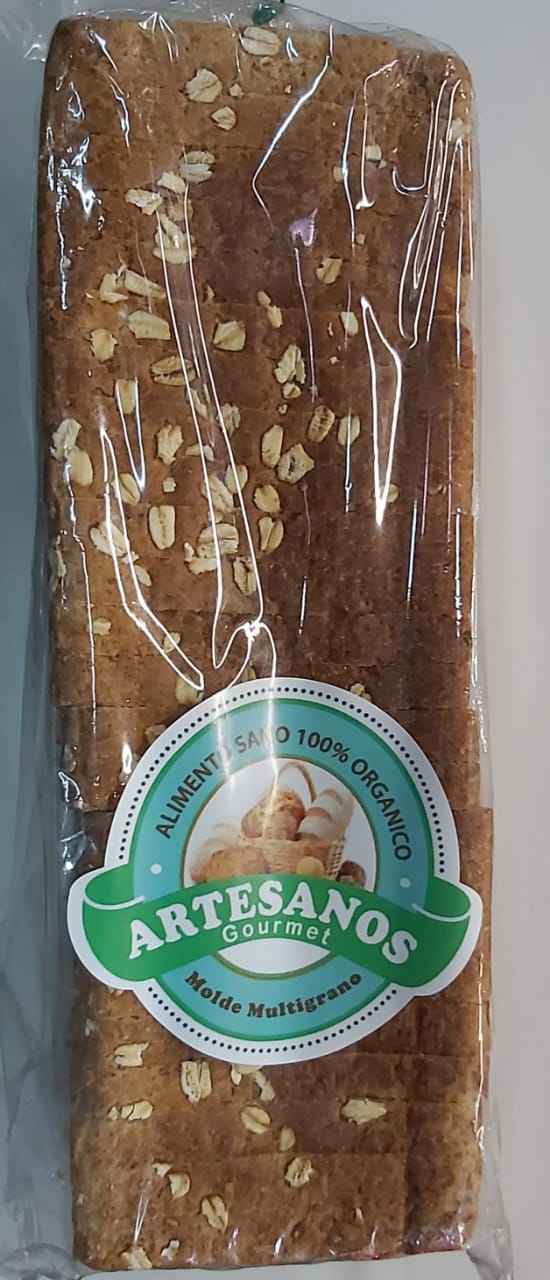 ALIMENTO SANO 100% ORGANICO
ARTESANOS
Gourmet
Molde Multigrano